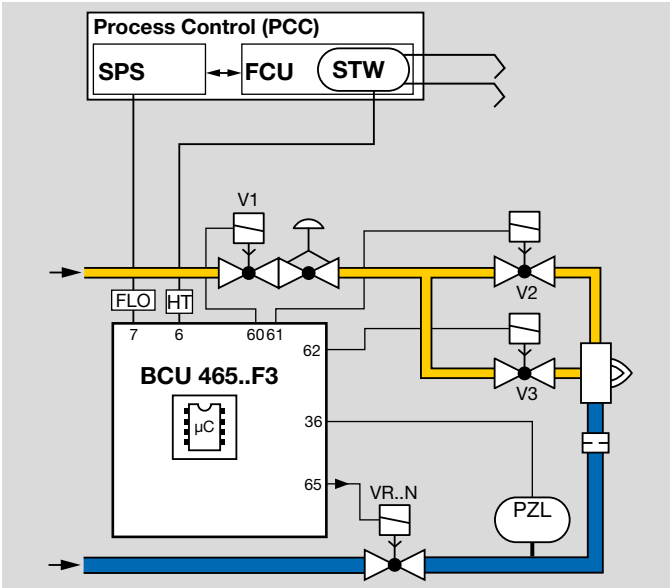 Process Control (PCC)
SPS
FCU
STW
V1
FLO
HT
V2
7
6
60 61
62
BCU 465..F3
V3
µC
36
65
VR..N
PZL